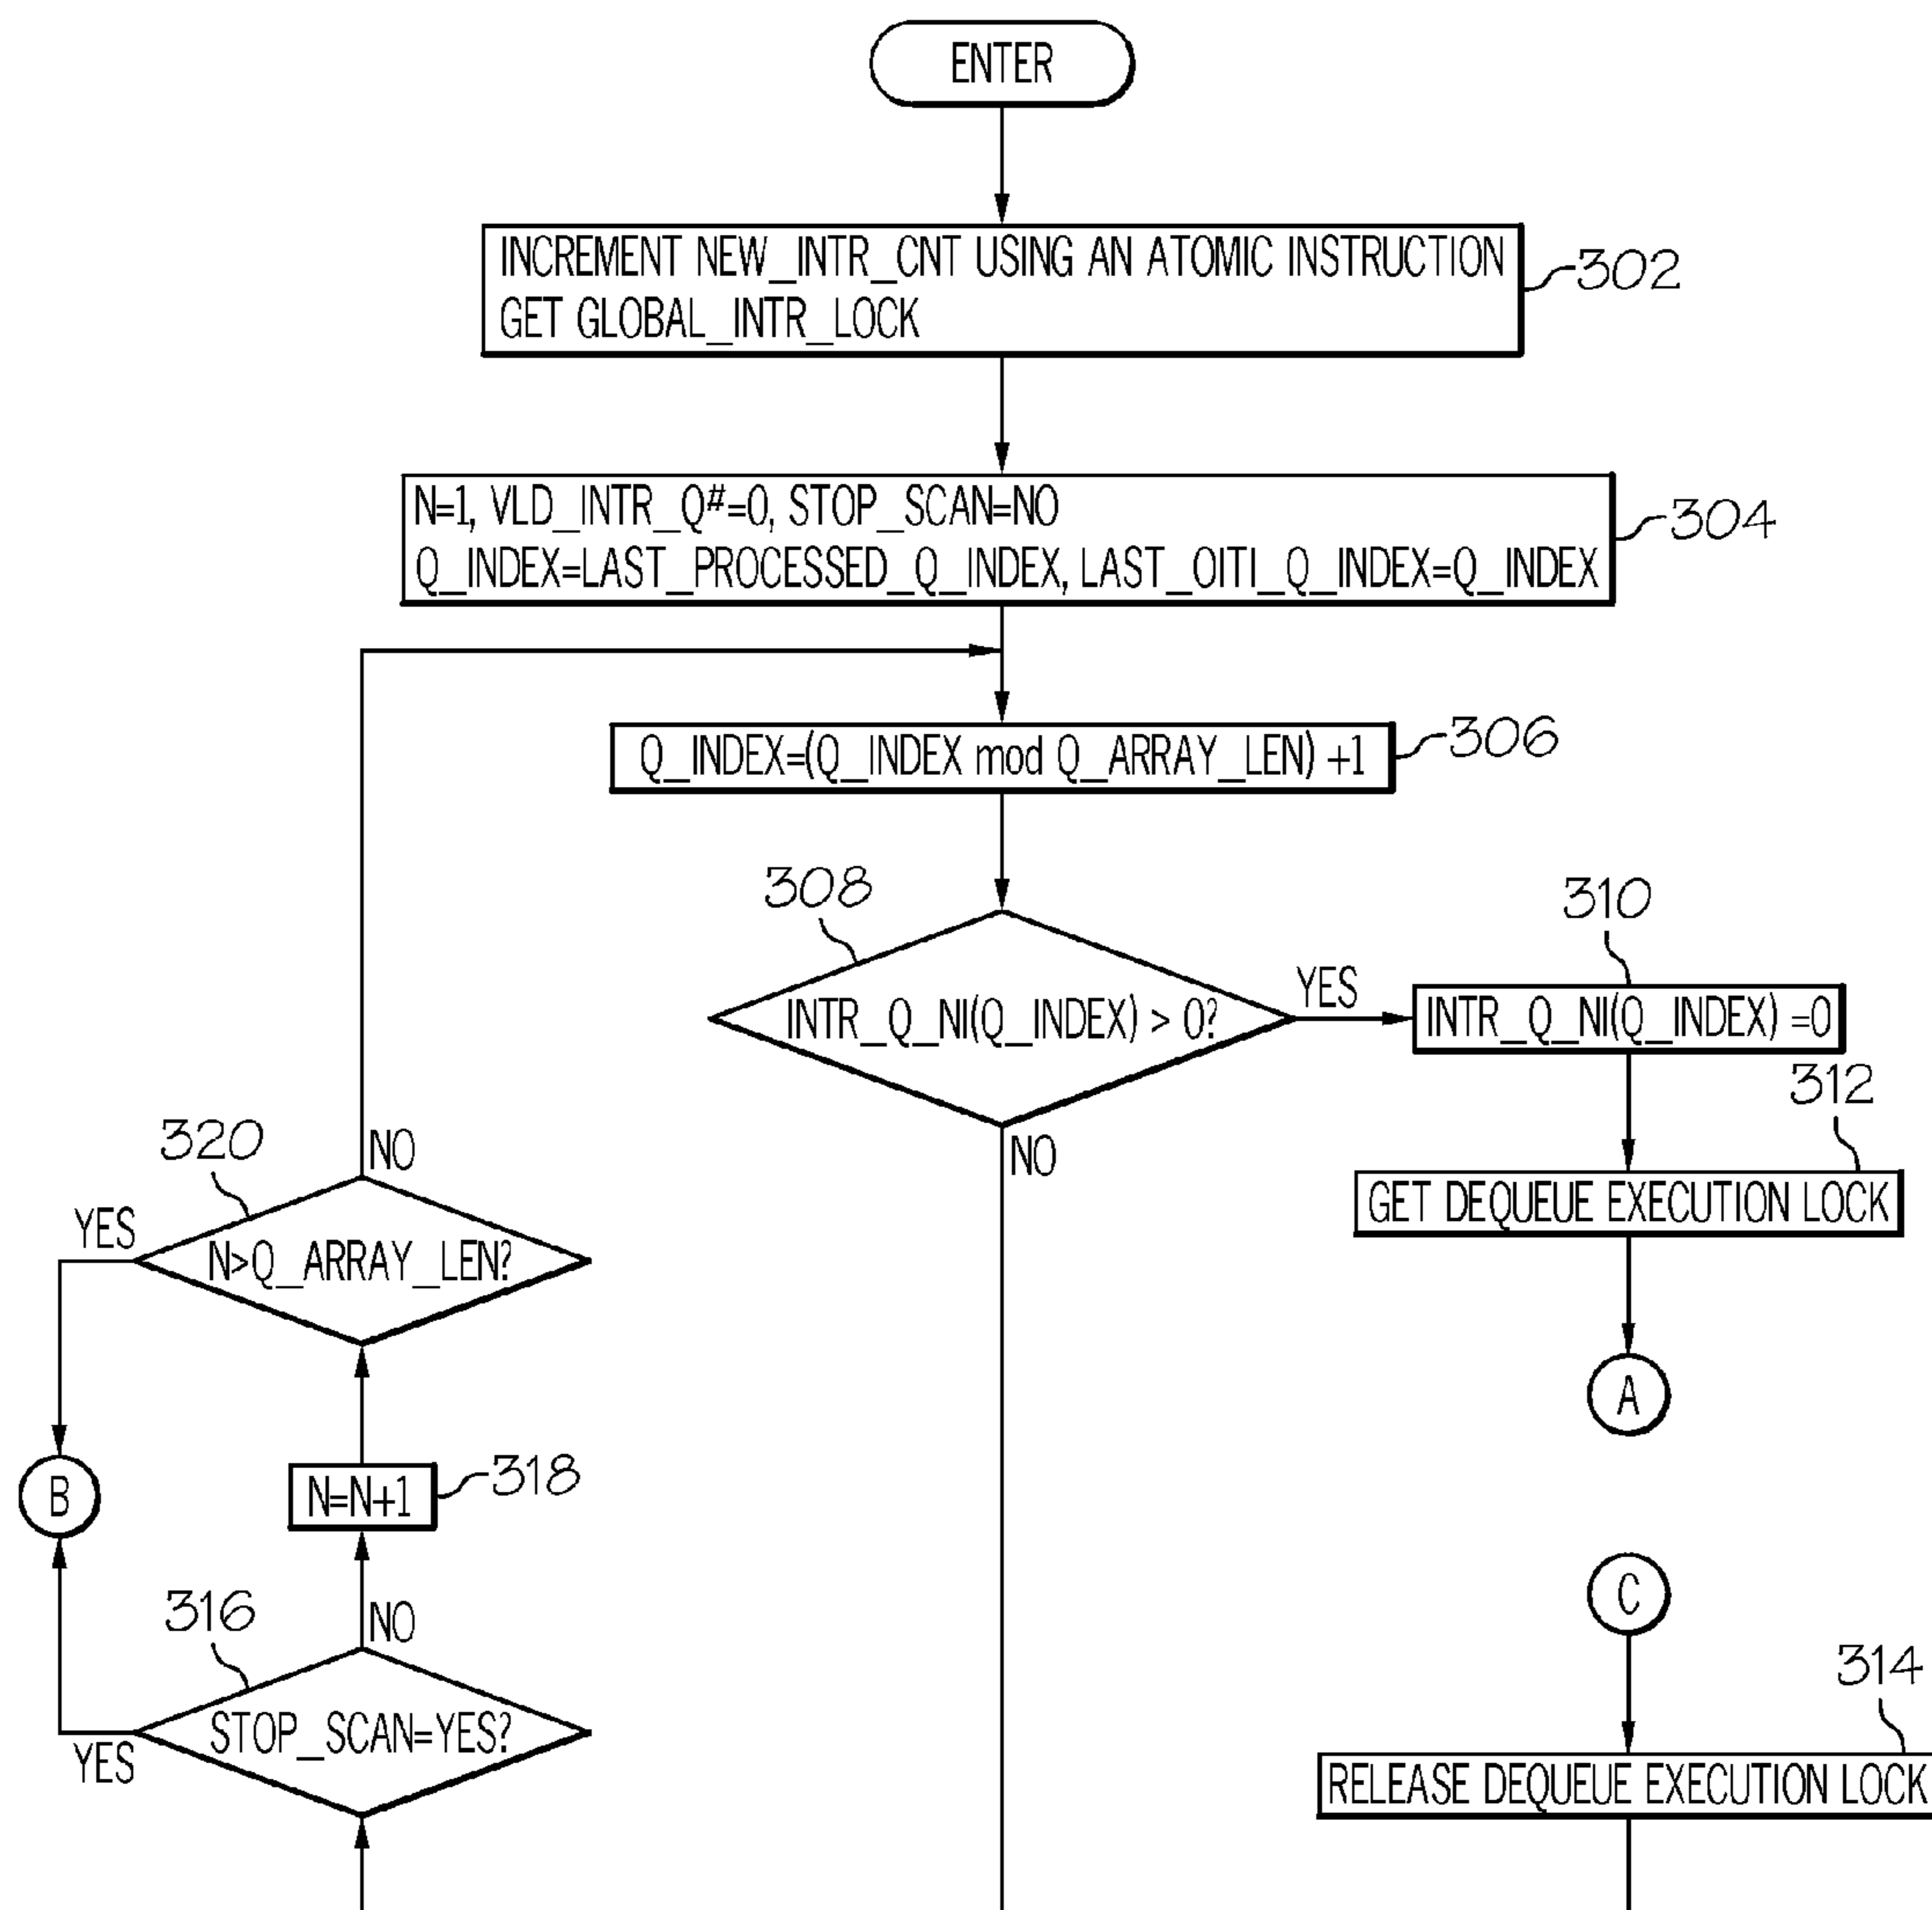 ENTER
INCREMENT NEW_INTR_CNT USING AN ATOMIC INSTRUCTION
GET GLOBAL_INTR_LOCK
302
N=1, VLD_INTR_Q#=0, STOP_SCAN=NO
Q_INDEX=LAST_PROCESSED_Q_INDEX, LAST_OITI_Q_INDEX=Q_INDEX
304
Q_INDEX=(Q_INDEX mod Q_ARRAY_LEN) +1
306
308
INTR_Q_NI(Q_INDEX) > 0?
YES
NO
310
INTR_Q_NI(Q_INDEX) =0
312
GET DEQUEUE EXECUTION LOCK
A
320
NO
YES
N>Q_ARRAY_LEN?
B
N=N+1
318
C
316
NO
STOP_SCAN=YES?
YES
314
RELEASE DEQUEUE EXECUTION LOCK